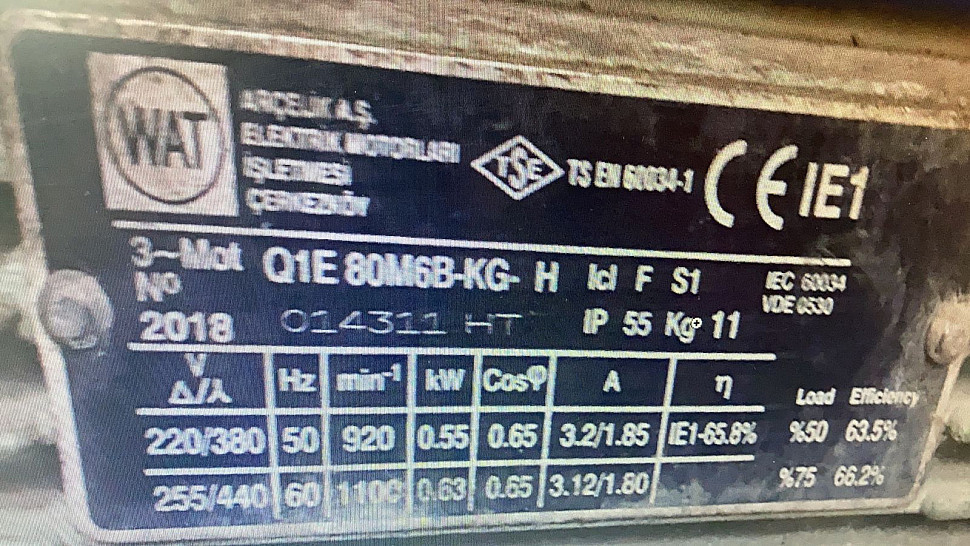 WAT
ARÇELİK A.Ş.
ELEKTRİK MOTORLARI
İŞLETMESİ
ÇERKEZKÖY
TSE TS EN 60034-1 CE IE1
3~Mot Q1E 80M6B-KG- H Icl F S1 IEC 60034
Nº VDE 0530
2018 014311 HT IP 55 Kg 11
V
Δ/⅄ Hz min⁻¹ kW Cosφ A η Load Efficiency
220/380 50 920 0.55 0.65 3.2/1.85 IE1-65.8% %50 63.5%
255/440 60 1100 0.63 0.65 3.12/1.80 %75 66.2%